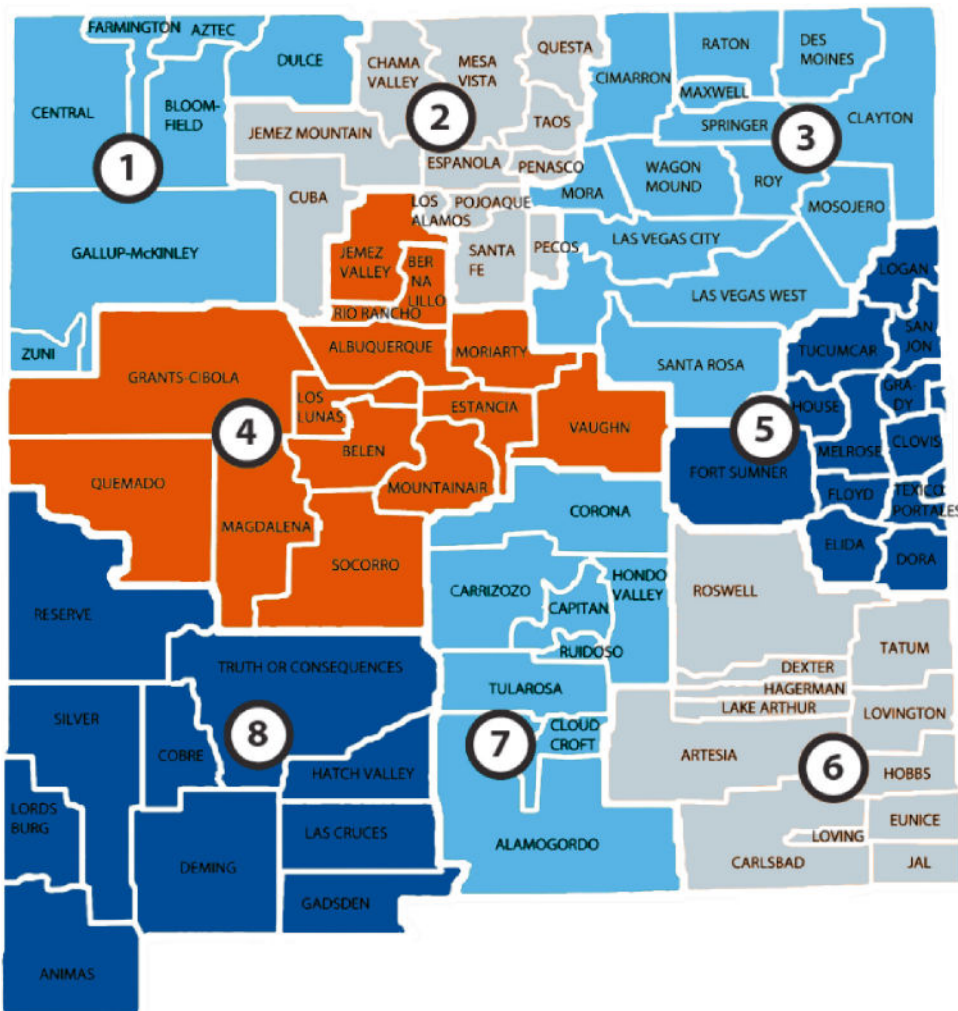 FARMINGTON
AZTEC
DULCE
CENTRAL
BLOOM-
FIELD
1
GALLUP-McKINLEY
ZUNI
CHAMA
VALLEY
MESA
VISTA
QUESTA
2
TAOS
JEMEZ MOUNTAIN
ESPANOLA
PENASCO
CUBA
LOS
ALAMOS
POJOAQUE
SANTA
FE
PECOS
CIMARRON
RATON
DES
MOINES
MAXWELL
SPRINGER
3
CLAYTON
WAGON
MOUND
ROY
MORA
MOSOJERO
LAS VEGAS CITY
LAS VEGAS WEST
SANTA ROSA
JEMEZ
VALLEY
BER
NA
LILLO
RIO RANCHO
ALBUQUERQUE
MORIARTY
GRANTS-CIBOLA
LOS
LUNAS
ESTANCIA
4
VAUGHN
BELEN
QUEMADO
MOUNTAINAIR
MAGDALENA
SOCORRO
LOGAN
SAN
JON
TUCUMCAR
GRA-
DY
HOUSE
5
CLOVIS
MELROSE
FORT SUMNER
FLOYD
TEXICO
PORTALES
ELIDA
DORA
ROSWELL
TATUM
DEXTER
HAGERMAN
LAKE ARTHUR
LOVINGTON
ARTESIA
6
HOBBS
EUNICE
LOVING
CARLSBAD
JAL
CORONA
HONDO
VALLEY
CARRIZOZO
CAPITAN
RUIDOSO
TULAROSA
7
CLOUD
CROFT
ALAMOGORDO
RESERVE
TRUTH OR CONSEQUENCES
SILVER
8
COBRE
HATCH VALLEY
LORDS
BURG
LAS CRUCES
DEMING
GADSDEN
ANIMAS